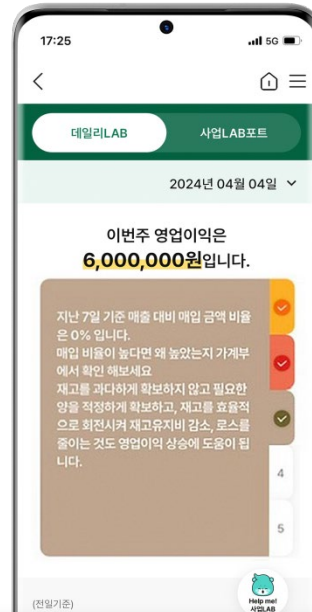 17:25
5G
데일리LAB
사업LAB포트
2024년 04월 04일
이번주 영업이익은
6,000,000원입니다.
지난 7일 기준 매출 대비 매입 금액 비율
은 0% 입니다.
매입 비율이 높다면 왜 높았는지 가계부
에서 확인 해보세요
재고를 과다하게 확보하지 않고 필요한
양을 적정하게 확보하고, 재고를 효율적
으로 회전시켜 재고유지비 감소, 로스를
줄이는 것도 영업이익 상승에 도움이 됩
니다.
4
5
(전일기준)
Help me!
사업LAB